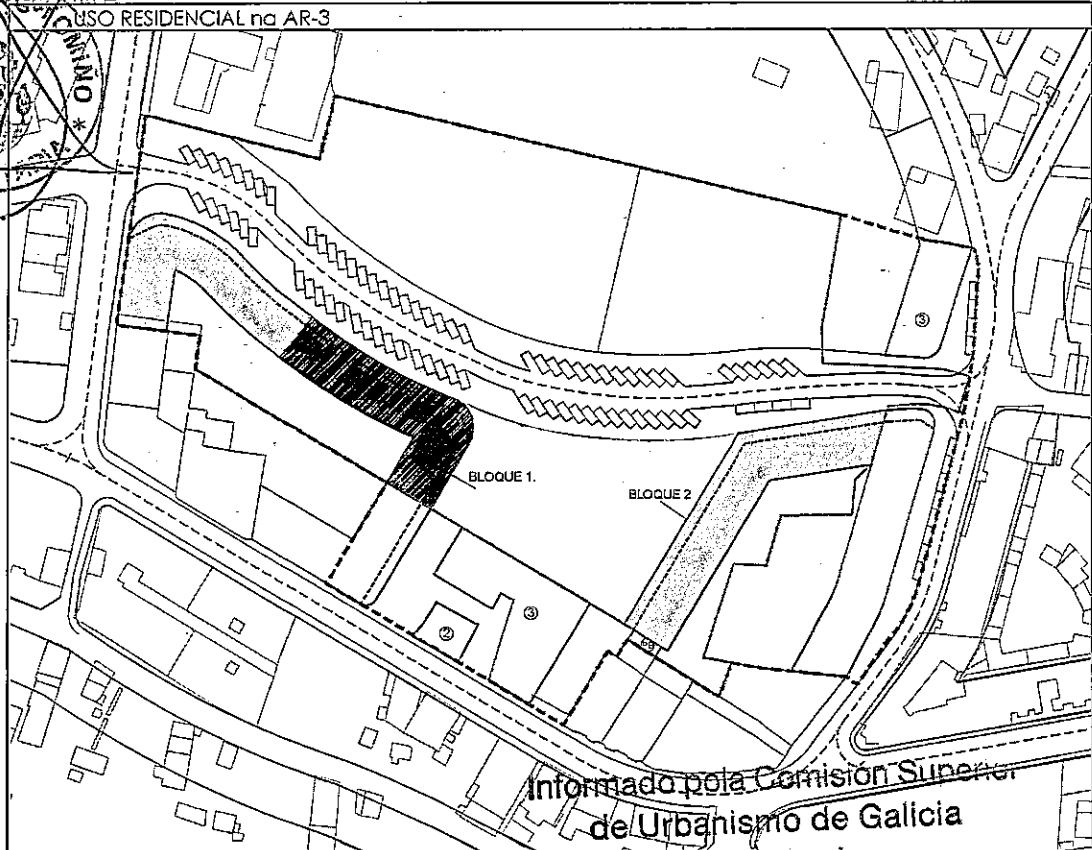 USO RESIDENCIAL na AR-3
MIÑO *
③
BLOQUE 1.
BLOQUE 2
③
②
Informado pola Comisión Superior
de Urbanismo de Galicia